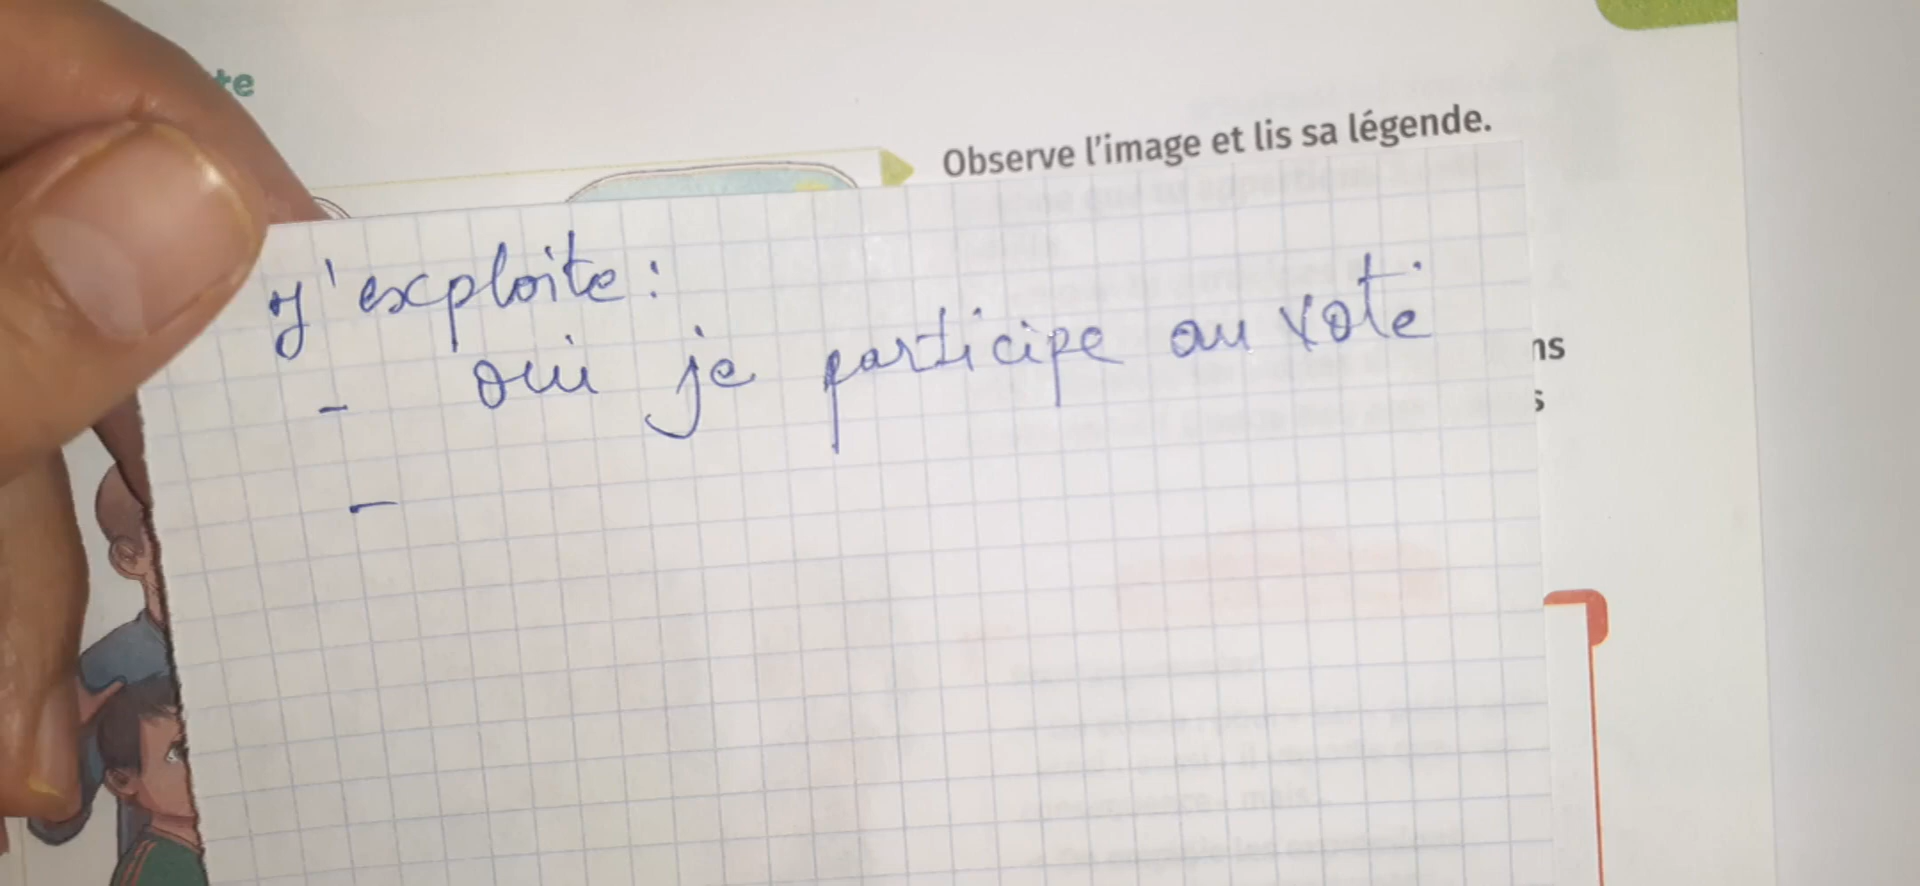 te
Observe l'image et lis sa légende.
j'exploite :
- oui je participe au vote
-
ns
s